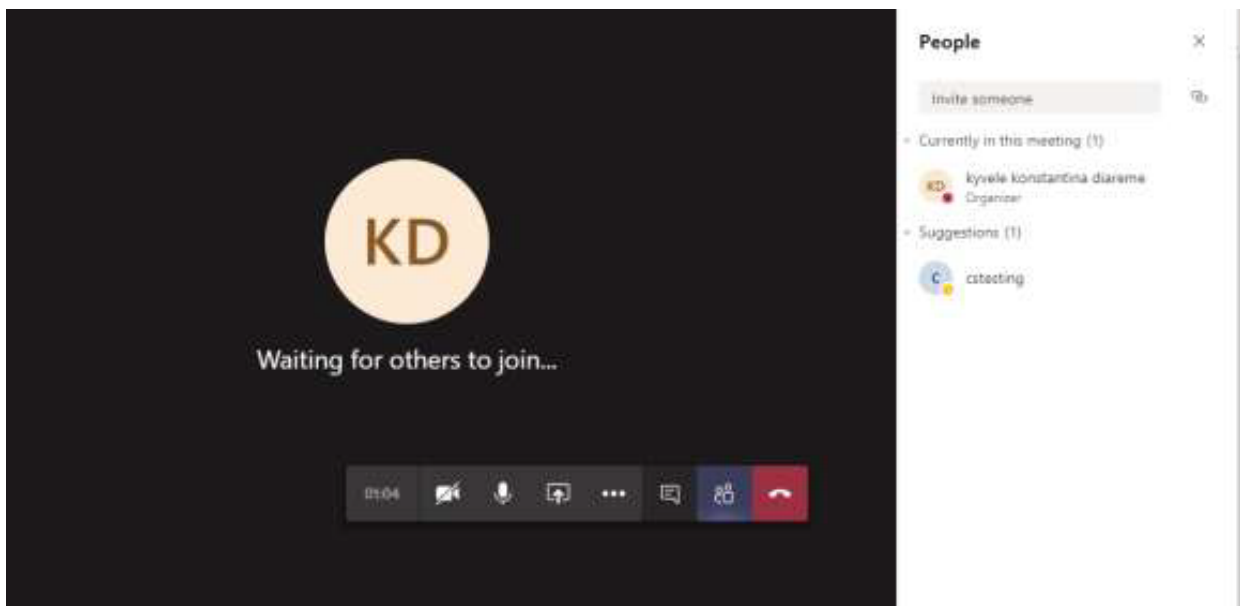 KD
Waiting for others to join...
01:04
People
Invite someone
Currently in this meeting (1)
KD
kyvele konstantina diareme
Organizer
Suggestions (1)
C
cstesting